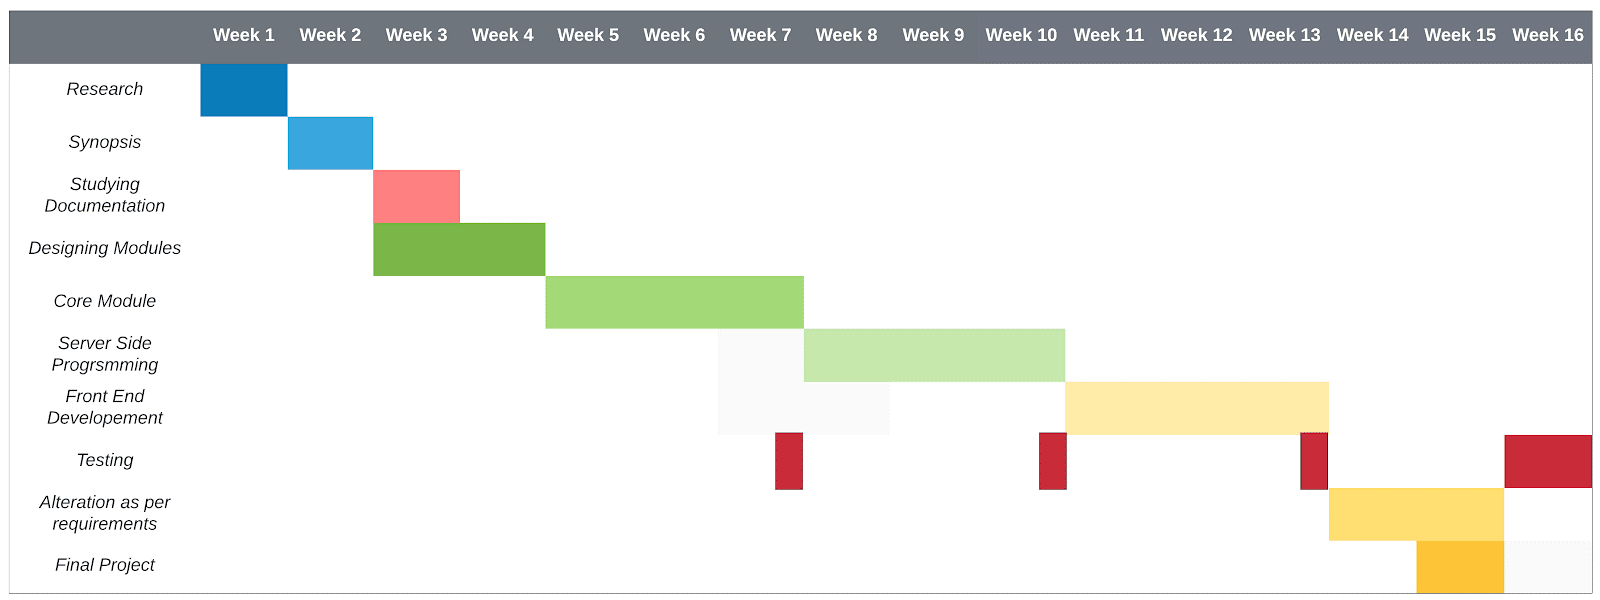 Week 1 Week 2 Week 3 Week 4 Week 5 Week 6 Week 7 Week 8 Week 9 Week 10 Week 11 Week 12 Week 13 Week 14 Week 15 Week 16
Research
Synopsis
Studying
Documentation
Designing Modules
Core Module
Server Side
Progrsmming
Front End
Developement
Testing
Alteration as per
requirements
Final Project